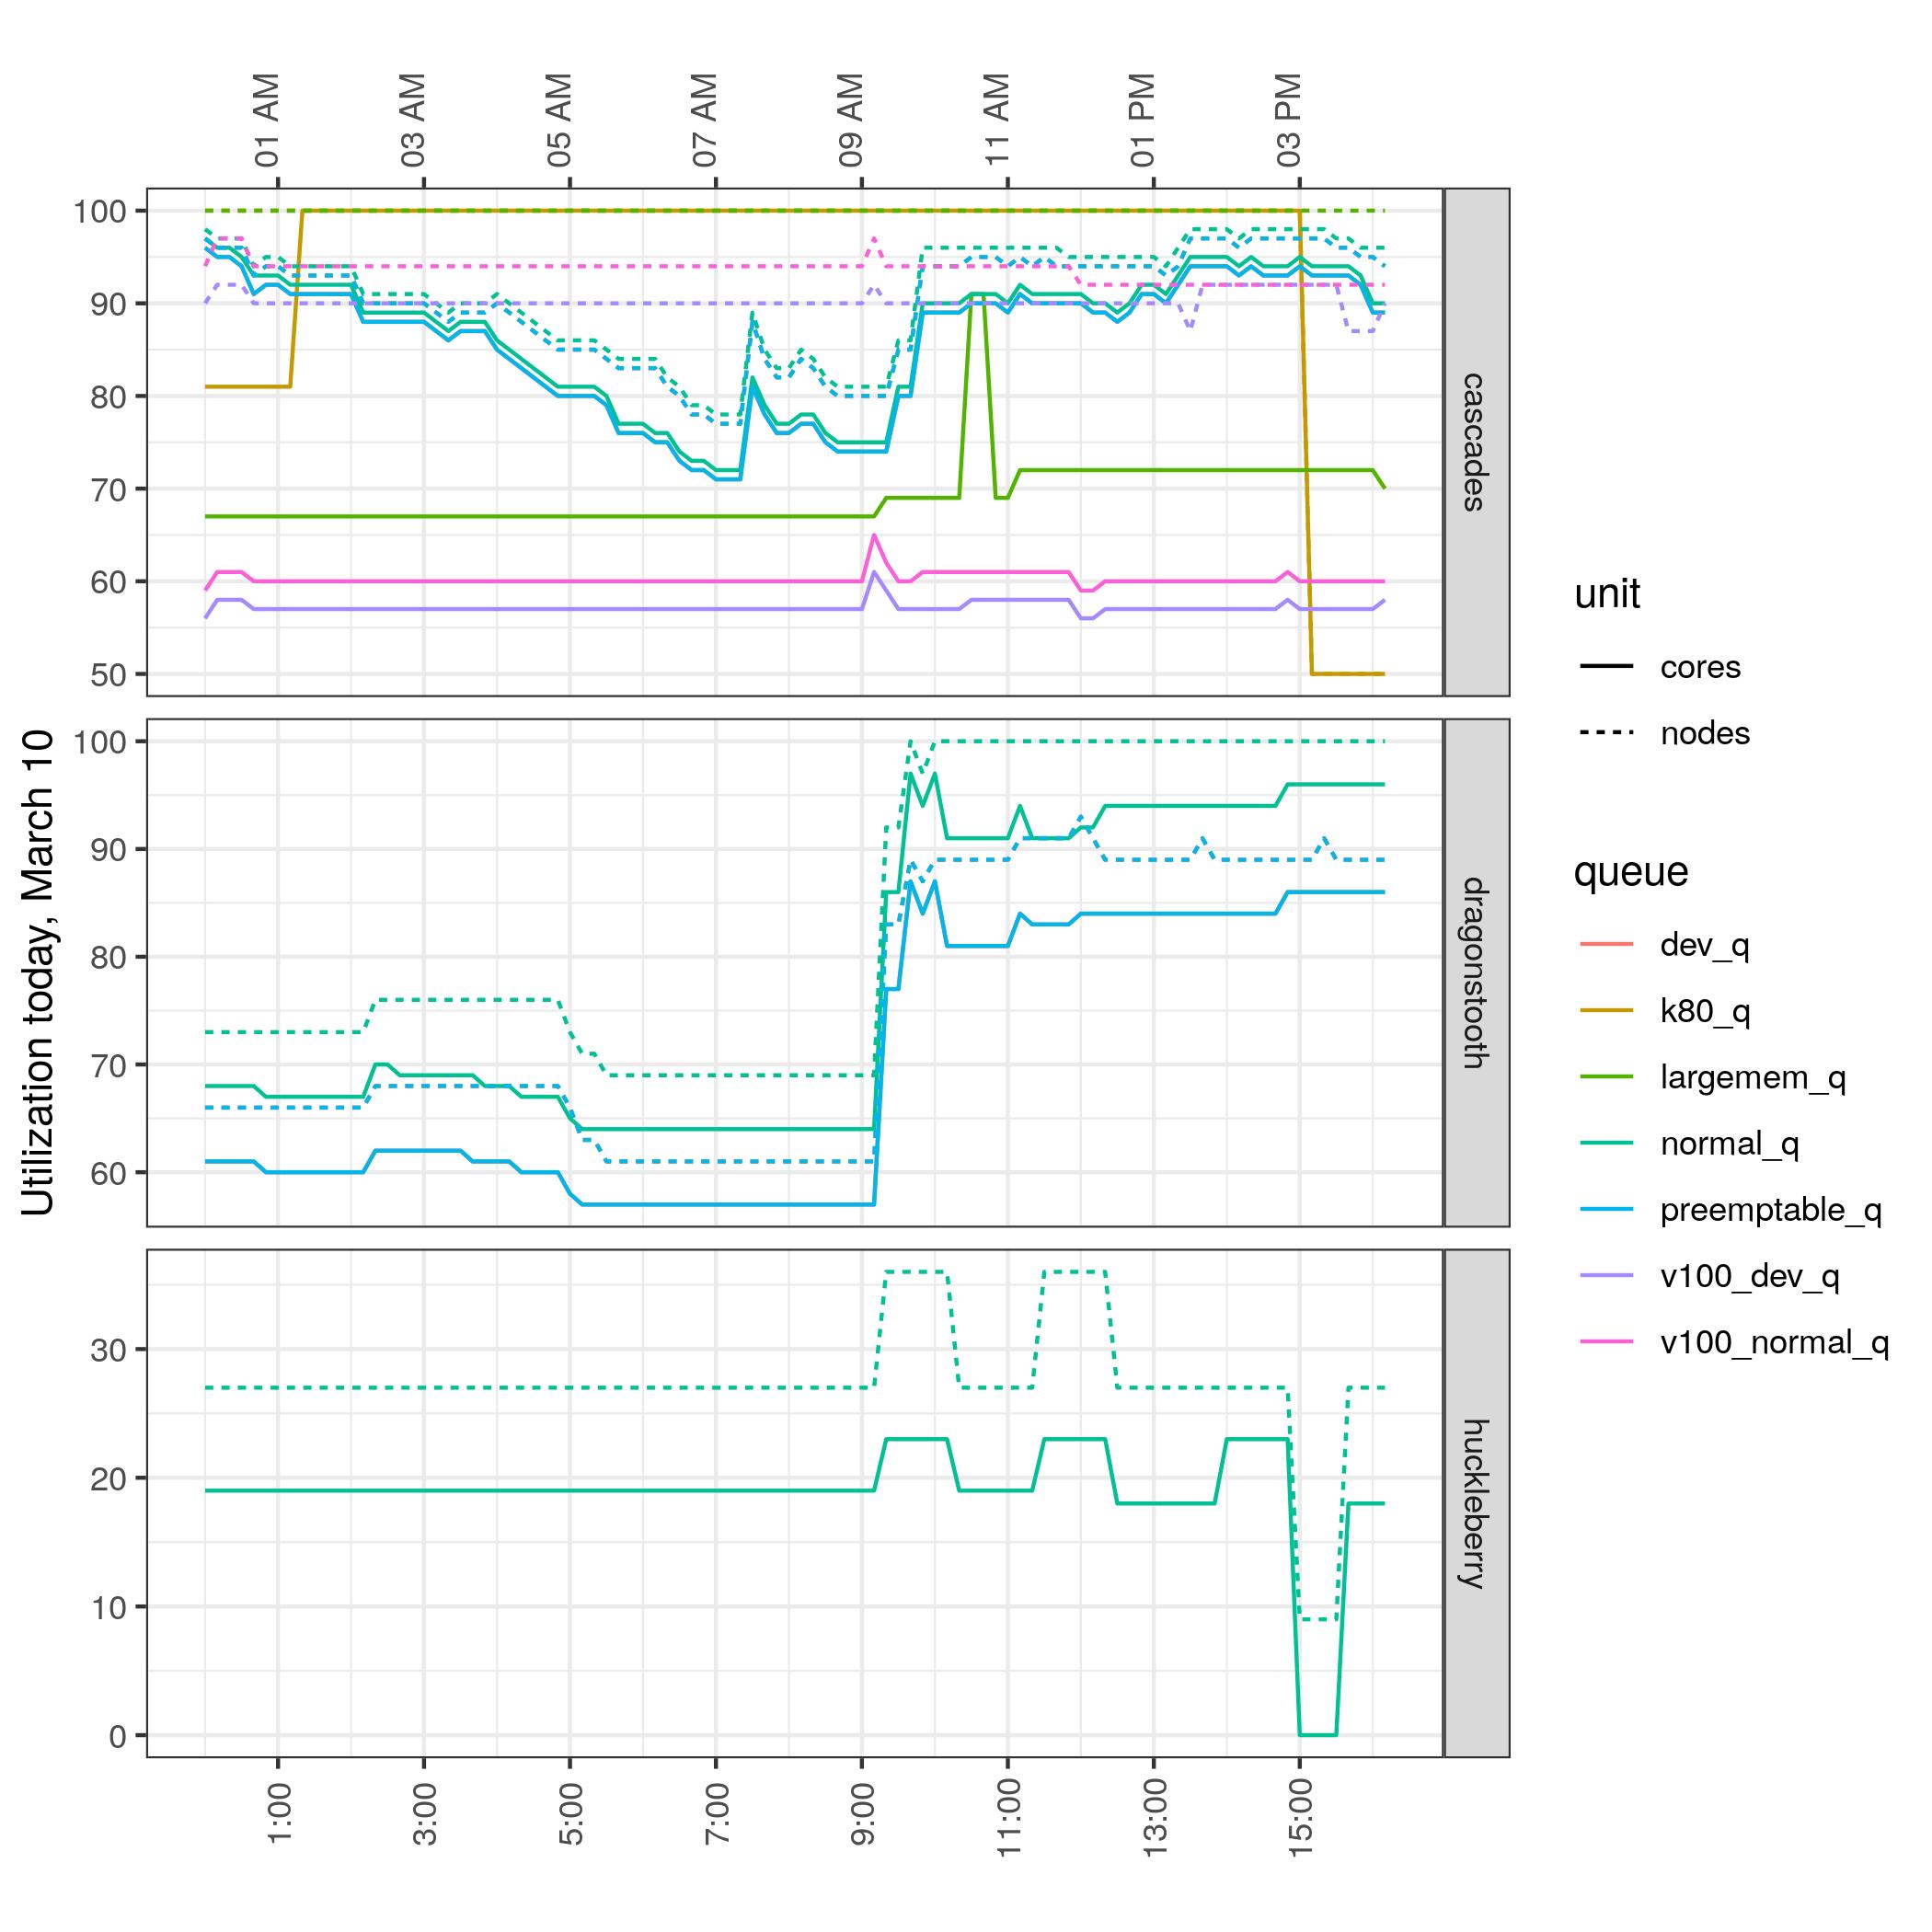 01 AM
03 AM
05 AM
07 AM
09 AM
11 AM
01 PM
03 PM
Utilization today, March 10
100
90
80
70
60
50
cascades
100
90
80
70
60
dragonstooth
30
20
10
0
huckleberry
1:00
3:00
5:00
7:00
9:00
11:00
13:00
15:00
unit
cores
nodes
queue
dev_q
k80_q
largemem_q
normal_q
preemptable_q
v100_dev_q
v100_normal_q